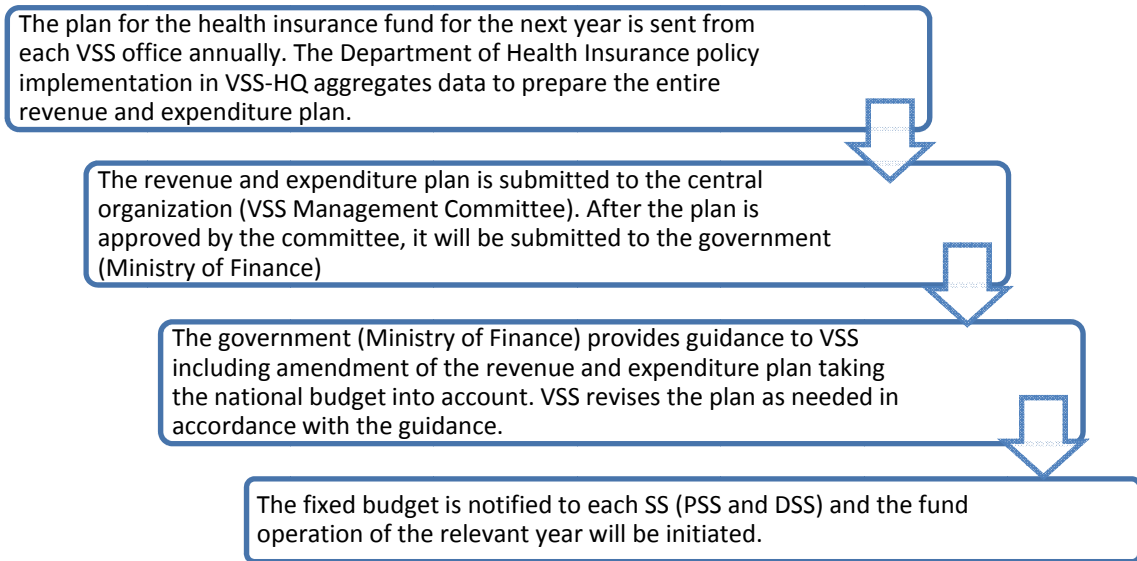 The plan for the health insurance fund for the next year is sent from
each VSS office annually. The Department of Health Insurance policy
implementation in VSS-HQ aggregates data to prepare the entire
revenue and expenditure plan.
The revenue and expenditure plan is submitted to the central
organization (VSS Management Committee). After the plan is
approved by the committee, it will be submitted to the government
(Ministry of Finance)
The government (Ministry of Finance) provides guidance to VSS
including amendment of the revenue and expenditure plan taking
the national budget into account. VSS revises the plan as needed in
accordance with the guidance.
The fixed budget is notified to each SS (PSS and DSS) and the fund
operation of the relevant year will be initiated.